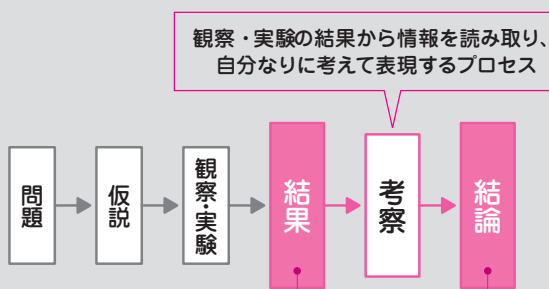 観察・実験の結果から情報を読み取り、
自分なりに考えて表現するプロセス
問題
仮説
観察・実験
結果
考察
結論